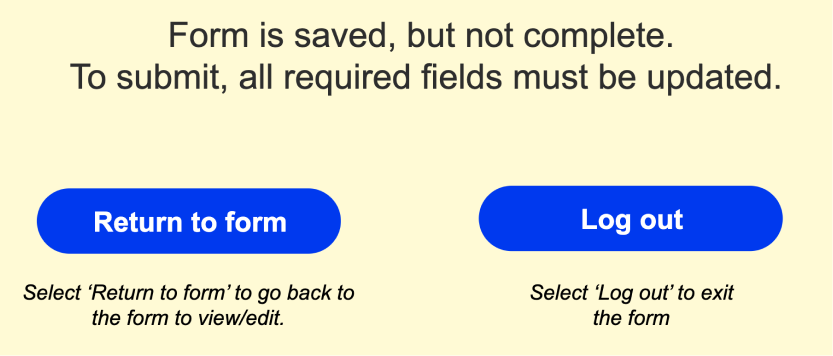 Form is saved, but not complete.
To submit, all required fields must be updated.
Return to form
Log out
Select ‘Return to form’ to go back to
the form to view/edit.
Select ‘Log out’ to exit
the form